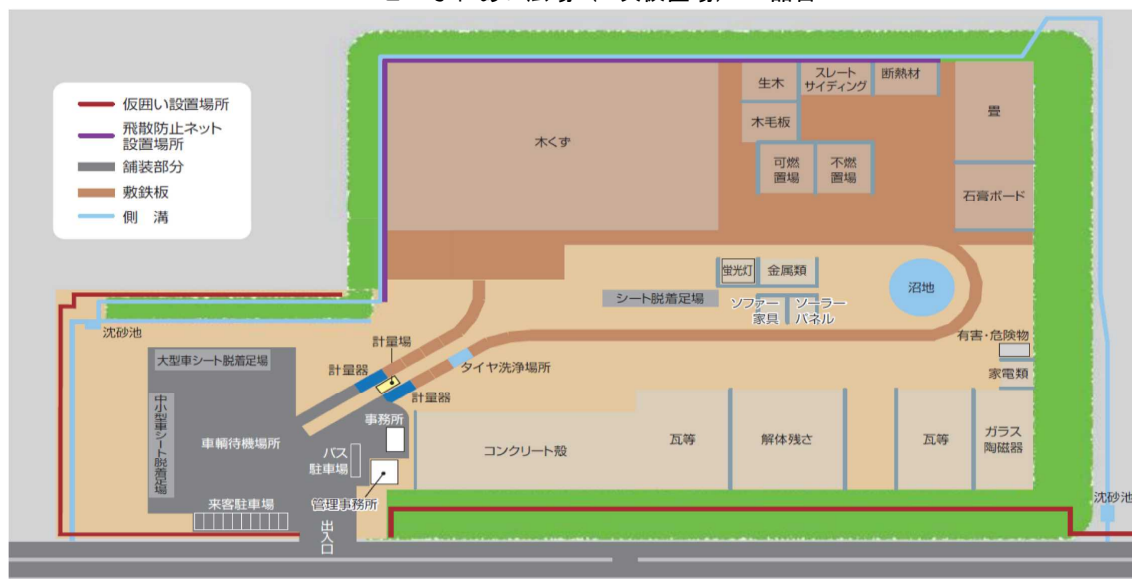 仮囲い設置場所
飛散防止ネット
設置場所
舗装部分
敷鉄板
側　溝
木くず
生木
スレート
サイディング
断熱材
畳
木毛板
可燃
置場
不燃
置場
石膏ボード
蛍光灯
金属類
沼地
シート脱着足場
ソファー
家具
ソーラー
パネル
沈砂池
計量場
有害・危険物
大型車シート脱着足場
計量器
タイヤ洗浄場所
家電類
計量器
中小型車シート脱着足場
事務所
車輌待機場所
コンクリート殻
瓦等
解体残さ
瓦等
ガラス
陶磁器
バス
駐車場
来客駐車場
管理事務所
沈砂池
出入口